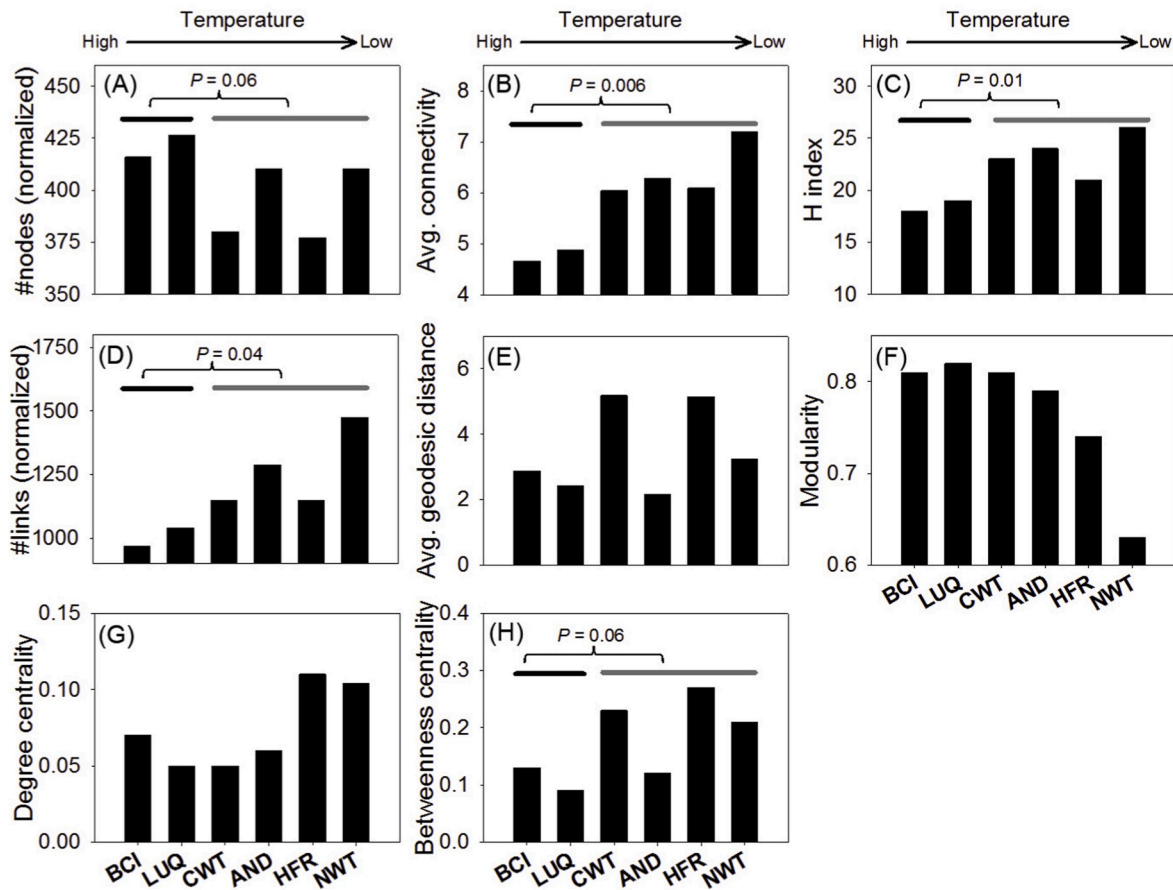 Temperature
High Low
Temperature
High Low
Temperature
High Low
(A)
P = 0.06
#nodes (normalized)
450
425
400
375
350
(B)
P = 0.006
Avg. connectivity
8
7
6
5
4
(C)
P = 0.01
H index
30
25
20
15
10
(D)
P = 0.04
#links (normalized)
1750
1500
1250
1000
(E)
Avg. geodesic distance
6
4
2
0
(F)
Modularity
0.8
0.7
0.6
BCI LUQ CWT AND HFR NWT
(G)
Degree centrality
0.15
0.10
0.05
0.00
BCI LUQ CWT AND HFR NWT
(H)
P = 0.06
Betweenness centrality
0.4
0.3
0.2
0.1
0.0
BCI LUQ CWT AND HFR NWT